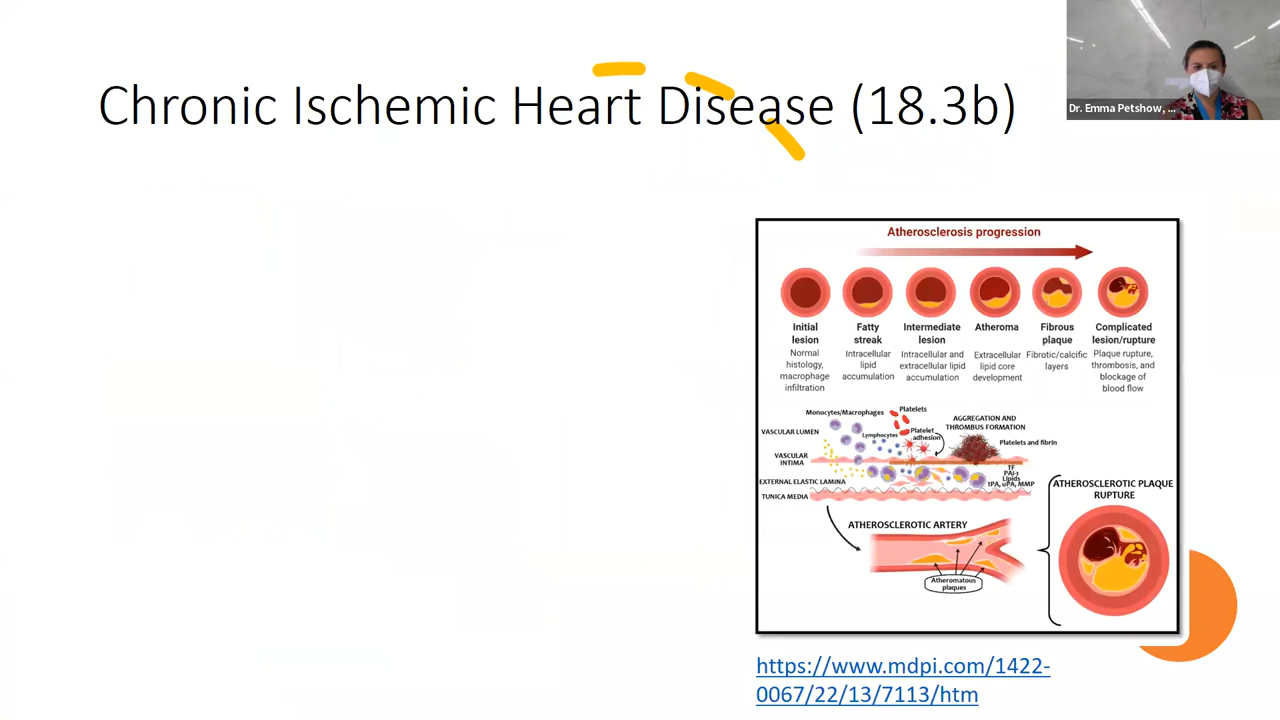 Chronic Ischemic Heart Disease (18.3b)
Dr. Emma Petshow, ...
Atherosclerosis progression
Initial
lesion
Normal
histology,
macrophage
infiltration
Fatty
streak
Intracellular
lipid
accumulation
Intermediate
lesion
Intracellular and
extracellular lipid
accumulation
Atheroma
Extracellular
lipid core
development
Fibrous
plaque
Fibrotic/calcific
layers
Complicated
lesion/rupture
Plaque rupture,
thrombosis, and
blockage of
blood flow
Monocytes/Macrophages
Platelets
AGGREGATION AND
THROMBUS FORMATION
VASCULAR LUMEN
Lymphocytes
Platelet
adhesion
Platelets and fibrin
VASCULAR
INTIMA
TF
PAI-1
Lipids
tPA, uPA, MMP
EXTERNAL ELASTIC LAMINA
TUNICA MEDIA
ATHEROSCLEROTIC PLAQUE
RUPTURE
ATHEROSCLEROTIC ARTERY
Atheromatous
plaques
https://www.mdpi.com/1422-
0067/22/13/7113/htm